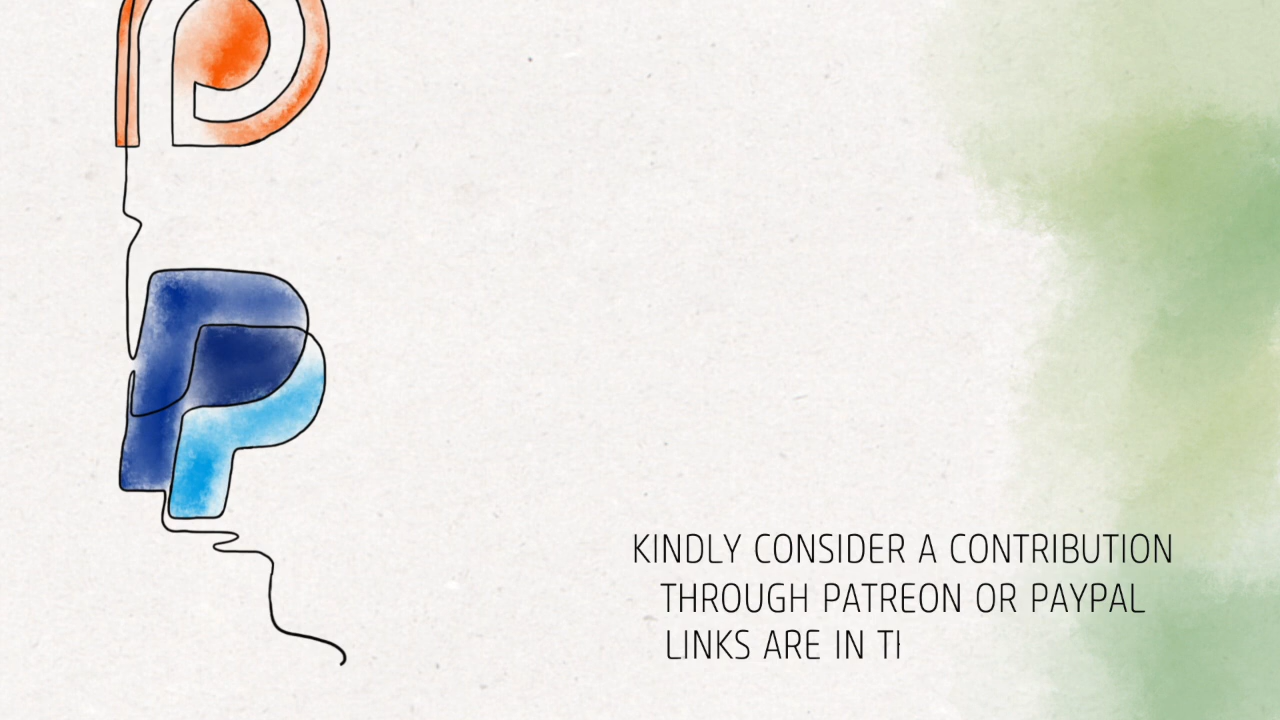 KINDLY CONSIDER A CONTRIBUTION
THROUGH PATREON OR PAYPAL
LINKS ARE IN